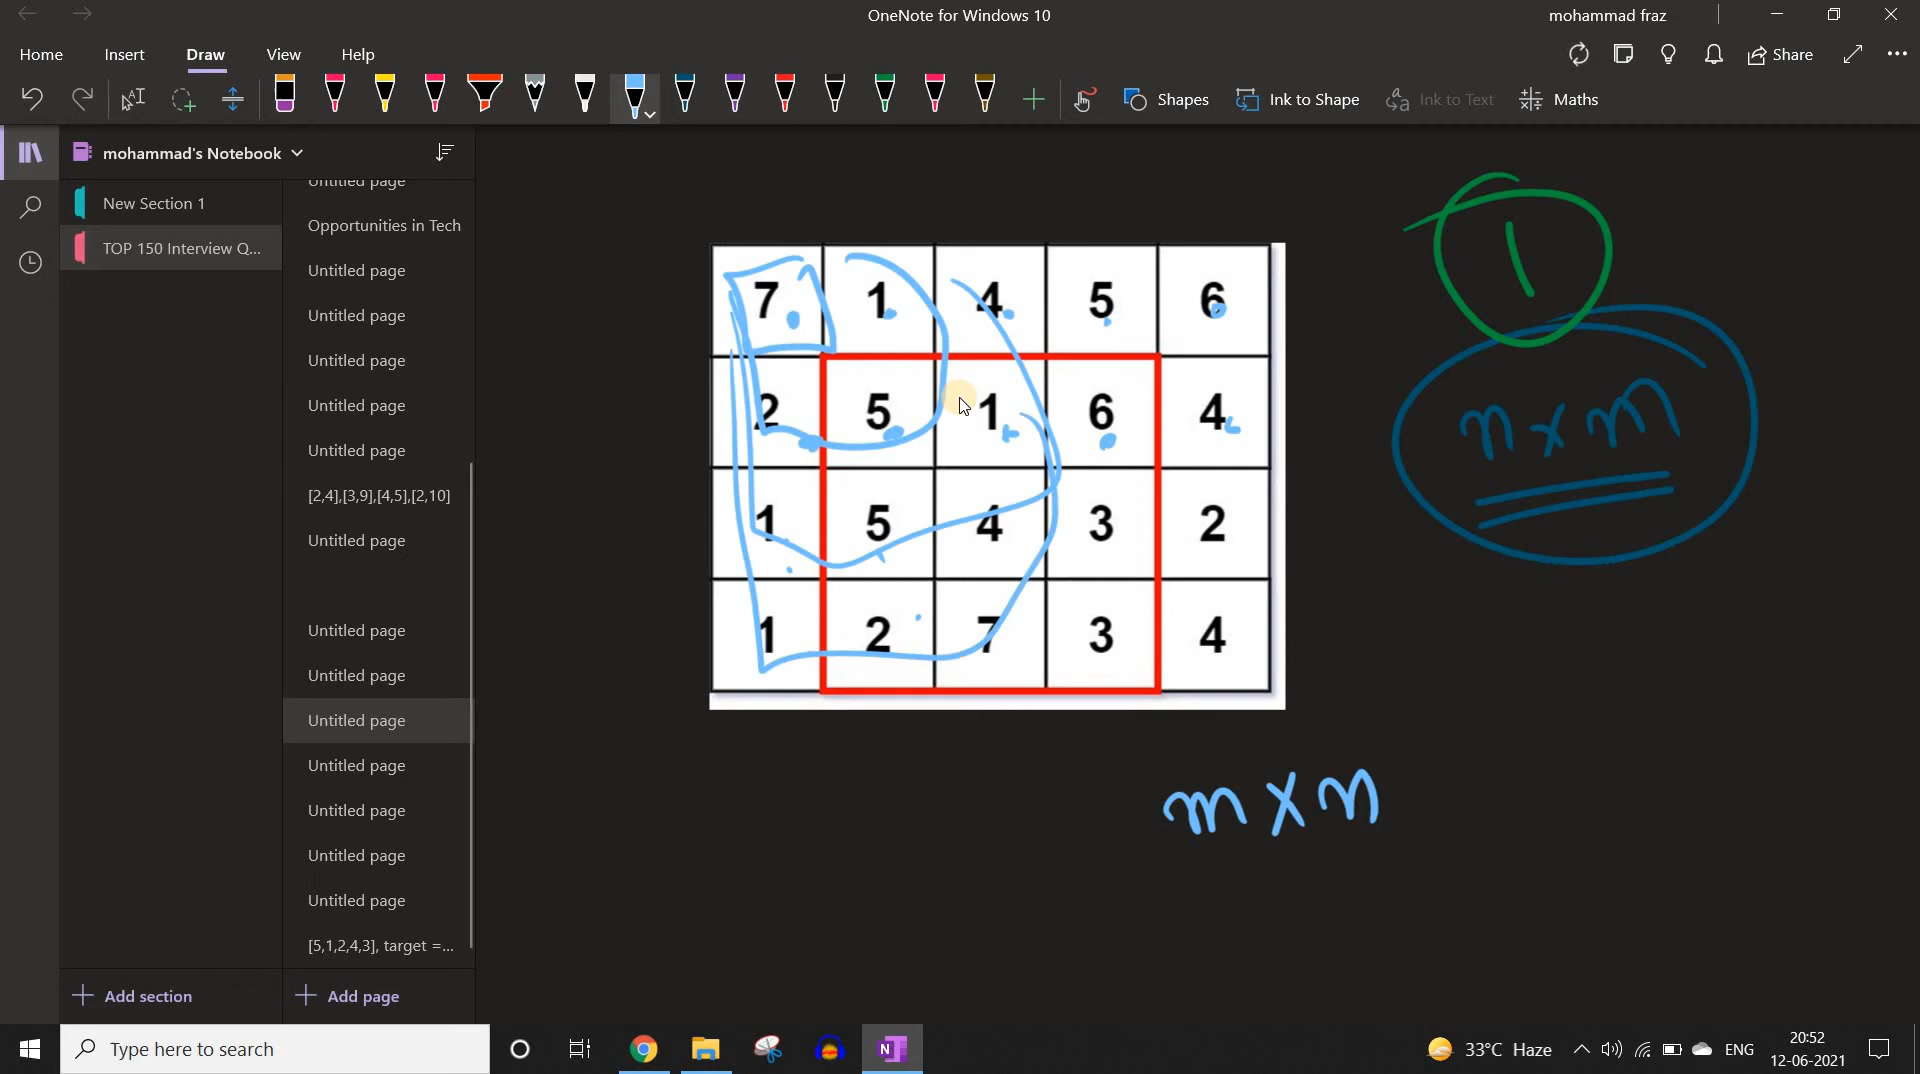 OneNote for Windows 10
mohammad fraz
Home Insert Draw View Help
Share
Shapes Ink to Shape Ink to Text Maths
mohammad's Notebook
New Section 1
TOP 150 Interview Q...
Untitled page
Opportunities in Tech
Untitled page
Untitled page
Untitled page
Untitled page
Untitled page
[2,4],[3,9],[4,5],[2,10]
Untitled page
Untitled page
Untitled page
Untitled page
Untitled page
Untitled page
Untitled page
Untitled page
[5,1,2,4,3], target =...
Add section
Add page
7 1 4 5 6
2 5 1 6 4
1 5 4 3 2
1 2 7 3 4
1
n x m
m x n
Type here to search
33°C Haze
ENG
20:52
12-06-2021